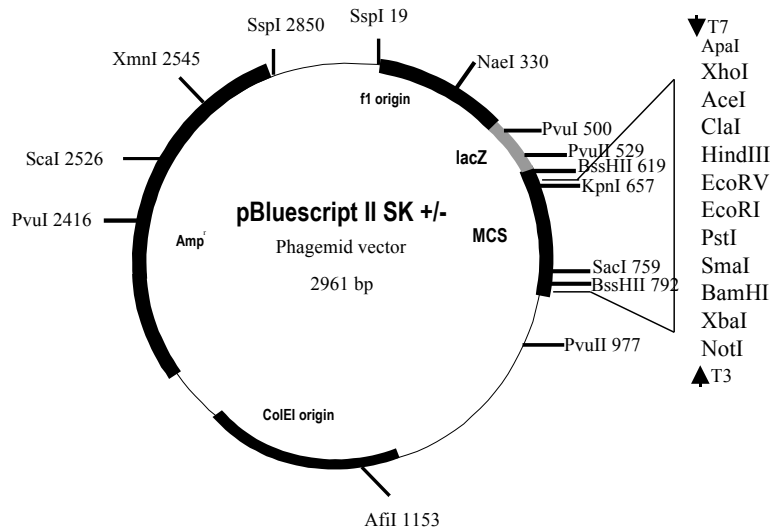 SspI 2850
SspI 19
XmnI 2545
NaeI 330
f1 origin
PvuI 500
ScaI 2526
lacZ
PvuII 529
BssHII 619
KpnI 657
PvuI 2416
pBluescript II SK +/-
Phagemid vector
2961 bp
Ampr
MCS
SacI 759
BssHII 792
PvuII 977
ColEI origin
AfiI 1153
T7
ApaI
XhoI
AceI
ClaI
HindIII
EcoRV
EcoRI
PstI
SmaI
BamHI
XbaI
NotI
T3